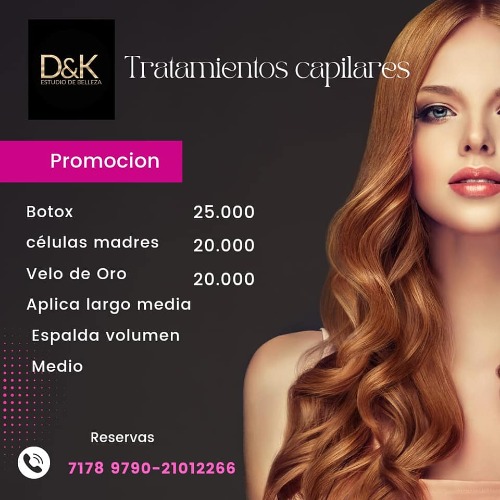 D&K
ESTUDIO DE BELLEZA
Tratamientos capilares
Promocion
Botox 25.000
células madres 20.000
Velo de Oro 20.000
Aplica largo media
Espalda volumen
Medio
Reservas
7178 9790-21012266